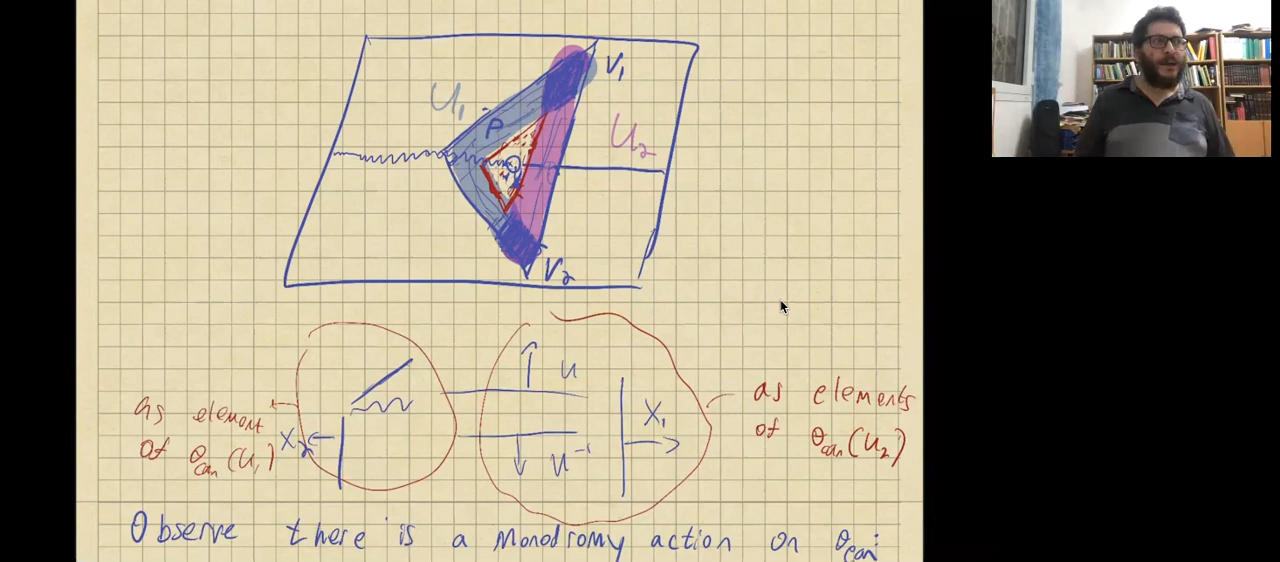 V₁
U₁
P
U₂
V₂
u
as element
of θcan(U₁)
X₂
X₁
u⁻¹
as elements
of θcan(U₂)
Observe there is a monodromy action on θcan.